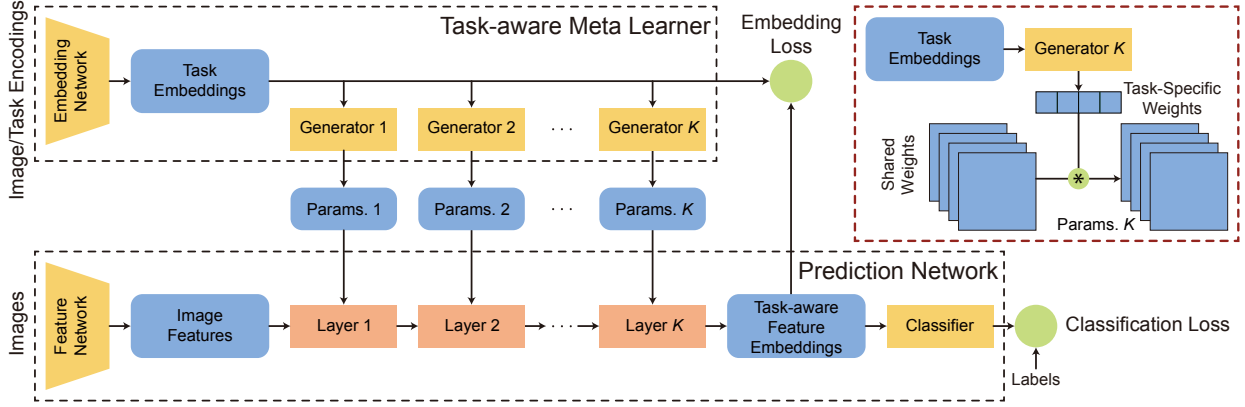 Image/Task Encodings
Embedding
Network
Task
Embeddings
Task-aware Meta Learner
Generator 1
Generator 2
. . .
Generator K
Params. 1
Params. 2
. . .
Params. K
Embedding
Loss
Task
Embeddings
Generator K
Task-Specific
Weights
Shared
Weights
*
Params. K
Images
Feature
Network
Image
Features
Layer 1
Layer 2
. . . .
Layer K
Prediction Network
Task-aware
Feature
Embeddings
Classifier
Classification Loss
Labels